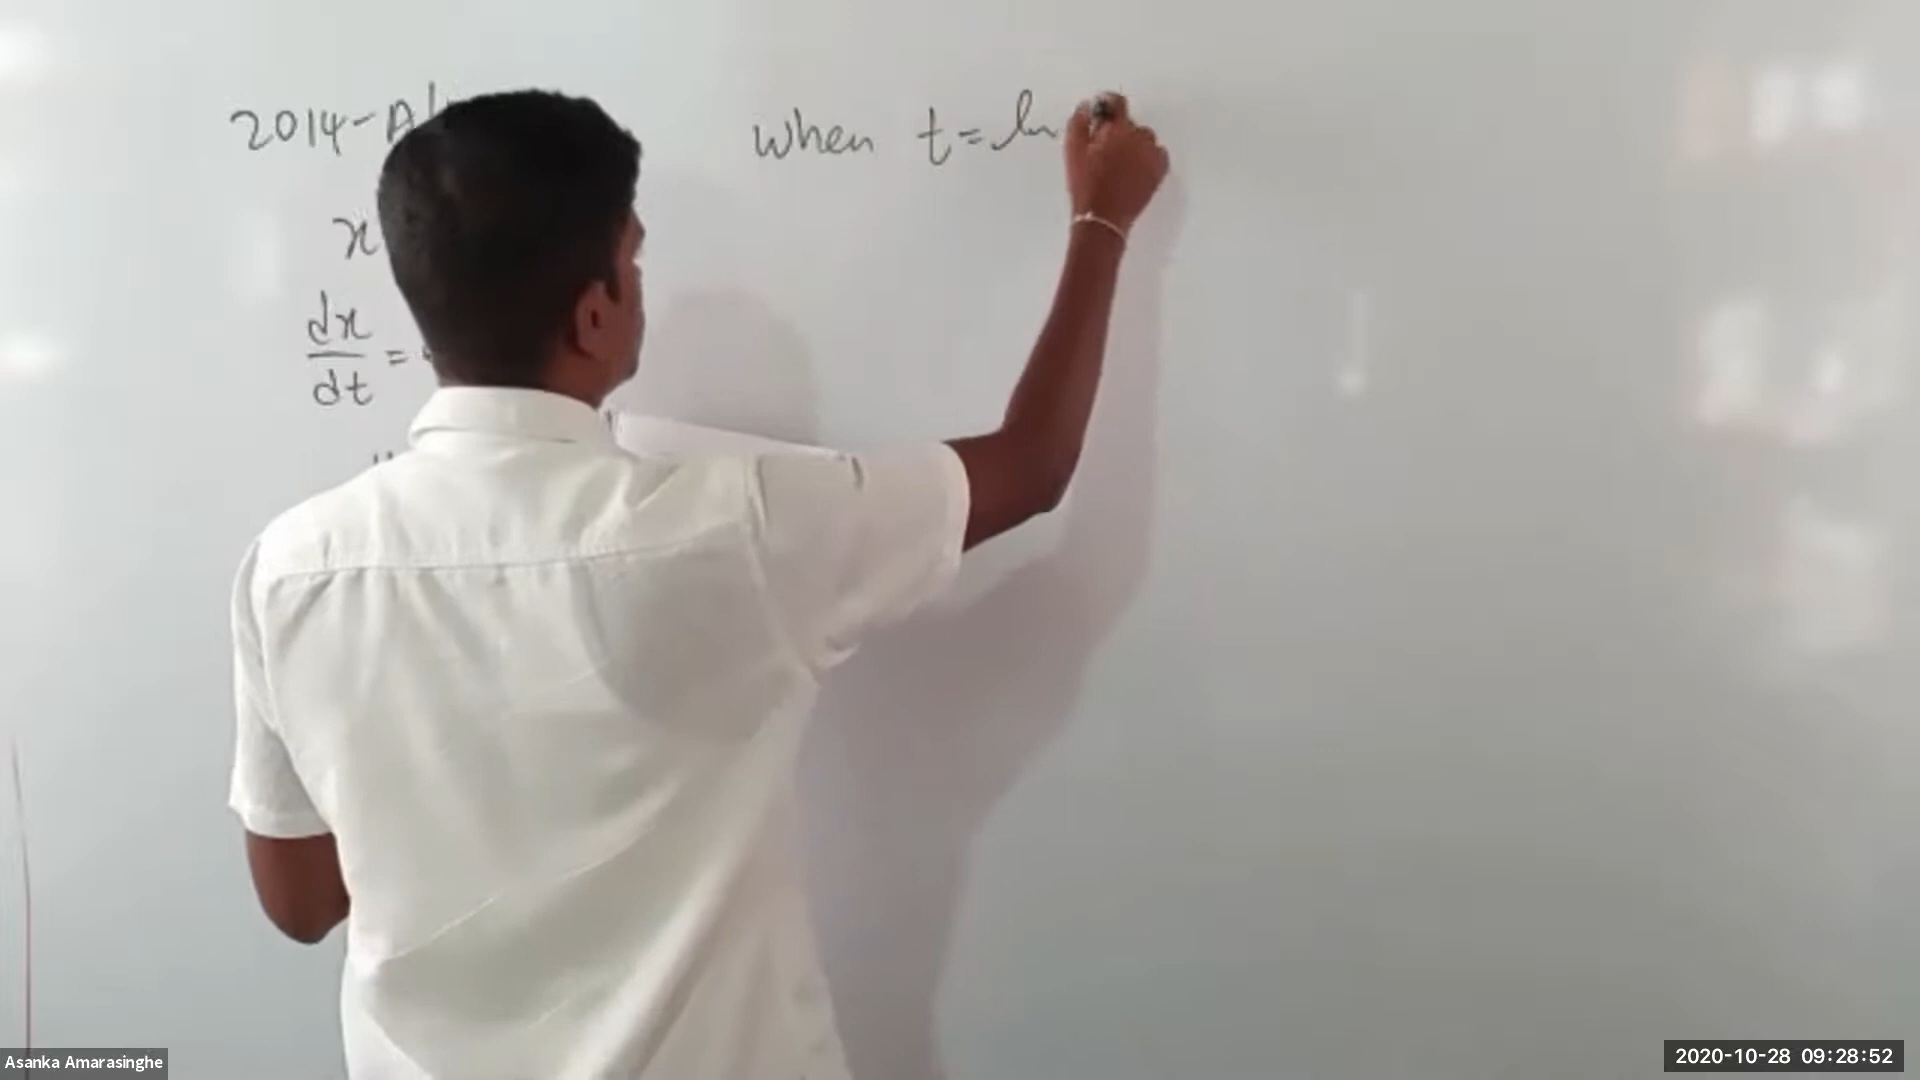 2014-A/
When t = ln
x
dx
dt =
Asanka Amarasinghe
2020-10-28 09:28:52